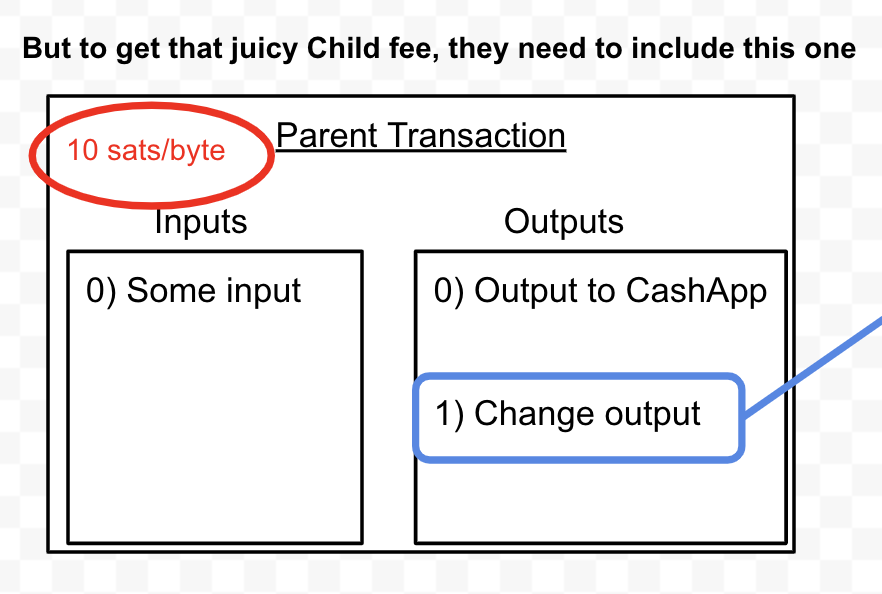 But to get that juicy Child fee, they need to include this one
10 sats/byte
Parent Transaction
Inputs
Outputs
0) Some input
0) Output to CashApp
1) Change output